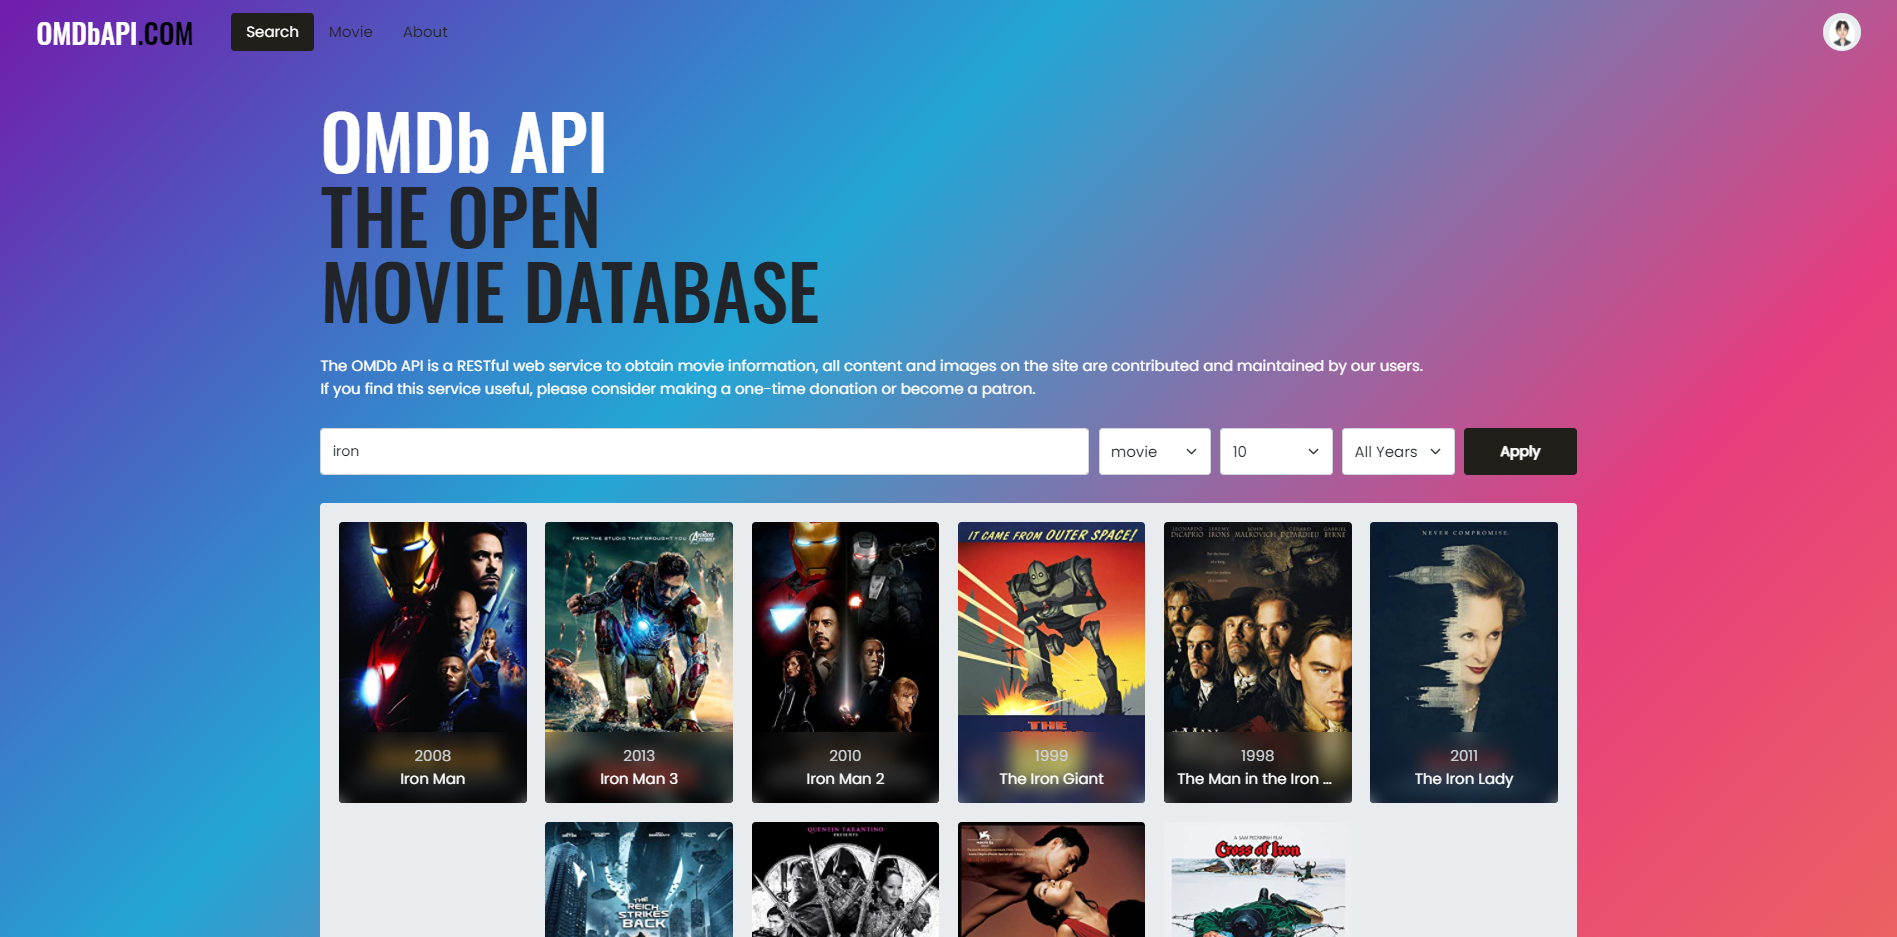 OMDbAPI.COM
Search
Movie
About
OMDb API
THE OPEN
MOVIE DATABASE
The OMDb API is a RESTful web service to obtain movie information, all content and images on the site are contributed and maintained by our users.
If you find this service useful, please consider making a one-time donation or become a patron.
iron
movie
10
All Years
Apply
FROM THE STUDIO THAT BROUGHT YOU AVENGERS
IT CAME FROM OUTER SPACE!
LEONARDO DICAPRIO JEREMY IRONS JOHN MALKOVICH GERARD DEPARDIEU GABRIEL BYRNE
NEVER COMPROMISE.
THE
2008
Iron Man
2013
Iron Man 3
2010
Iron Man 2
1999
The Iron Giant
1998
The Man in the Iron ...
2011
The Iron Lady
THE
REICH
STRIKES
BACK
QUENTIN TARANTINO
PRESENTS
A SAM PECKINPAH FILM
Cross of Iron